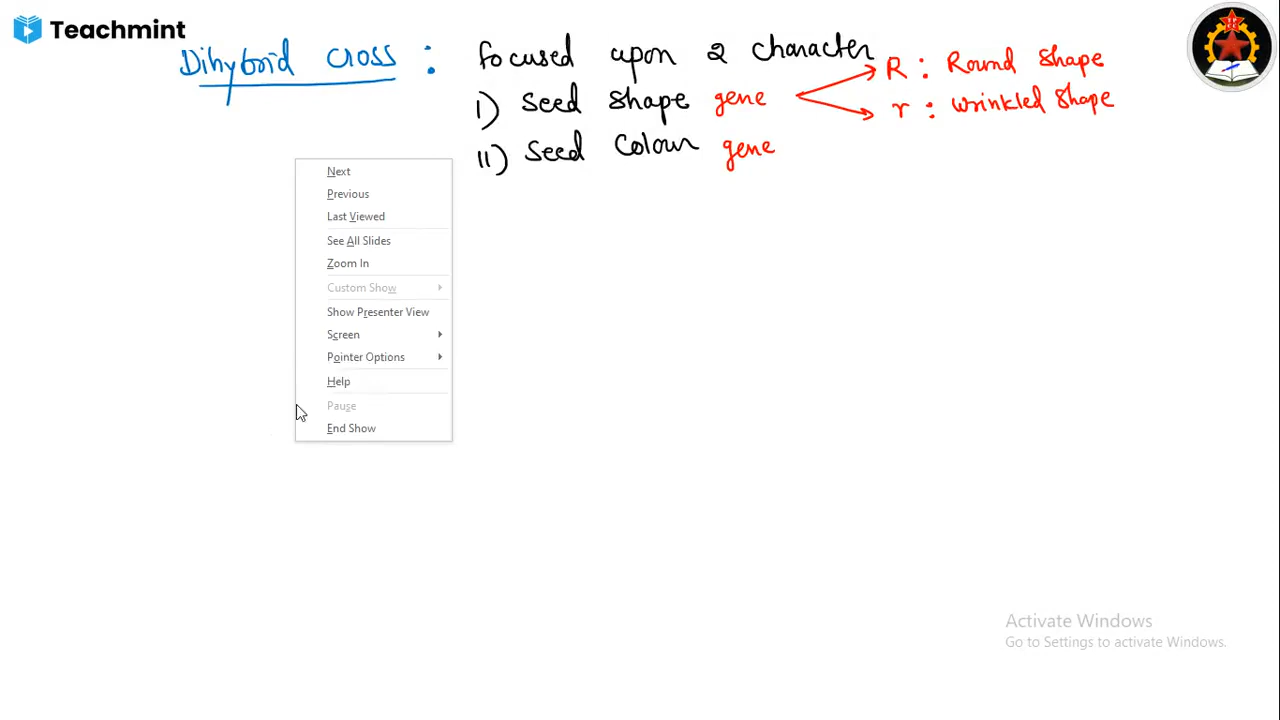 Teachmint
Dihybrid cross : focused upon 2 character
I) Seed shape gene
R : Round shape
r : wrinkled shape
II) Seed Colour gene
Next
Previous
Last Viewed
See All Slides
Zoom In
Custom Show
Show Presenter View
Screen
Pointer Options
Help
Pause
End Show
Activate Windows
Go to Settings to activate Windows.